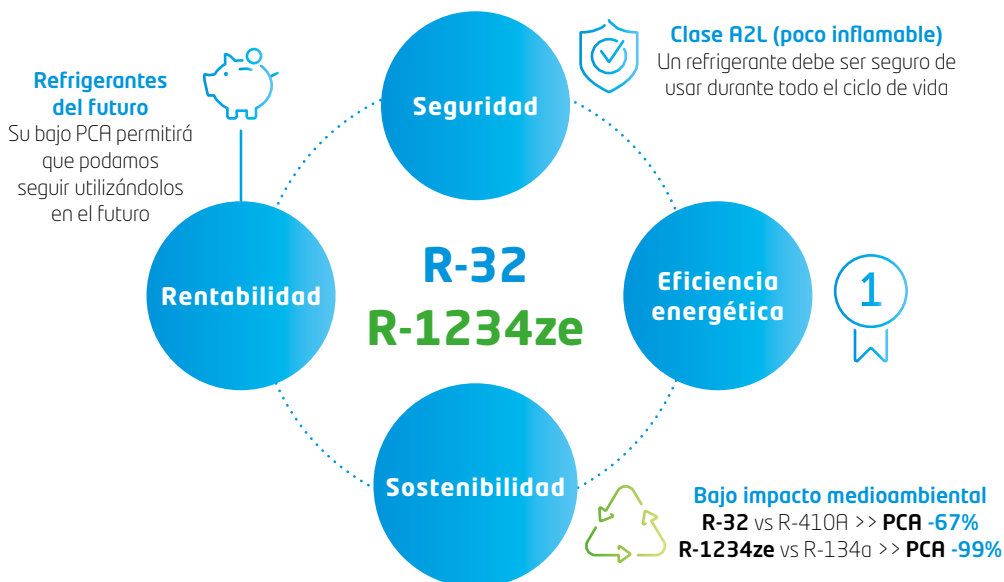 Seguridad
Clase A2L (poco inflamable)
Un refrigerante debe ser seguro de
usar durante todo el ciclo de vida
Refrigerantes
del futuro
Su bajo PCA permitirá
que podamos
seguir utilizándolos
en el futuro
Rentabilidad
R-32
R-1234ze
Eficiencia
energética
1
Sostenibilidad
Bajo impacto medioambiental
R-32 vs R-410A >> PCA -67%
R-1234ze vs R-134a >> PCA -99%